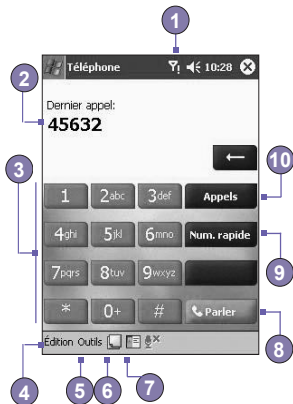 1
Téléphone 10:28
2
Dernier appel:
45632
3
10
1 2abc 3def Appels
4ghi 5jkl 6mno Num. rapide
9
7pqrs 8tuv 9wxyz
* 0+ # Parler
8
Édition Outils
4 5 6 7